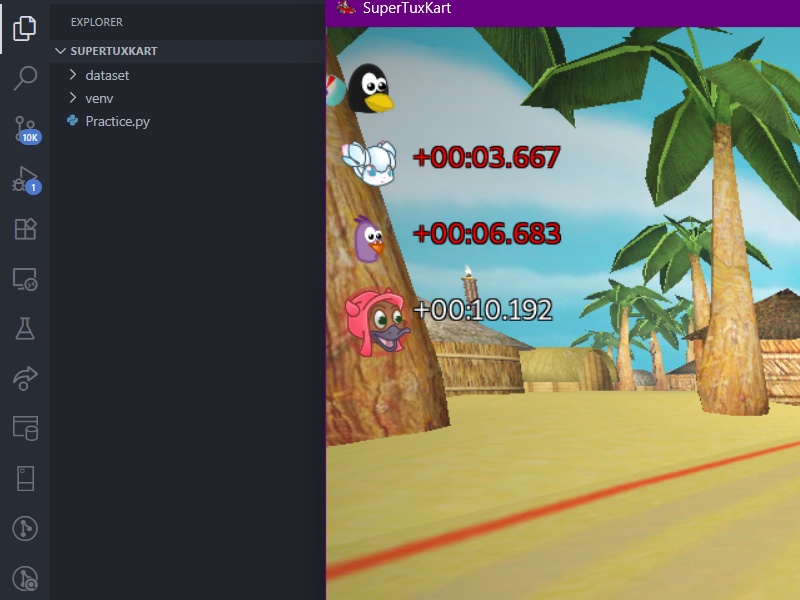 EXPLORER
SUPERTUXKART
dataset
venv
Practice.py
10K
1
SuperTuxKart
+00:03.667
+00:06.683
+00:10.192